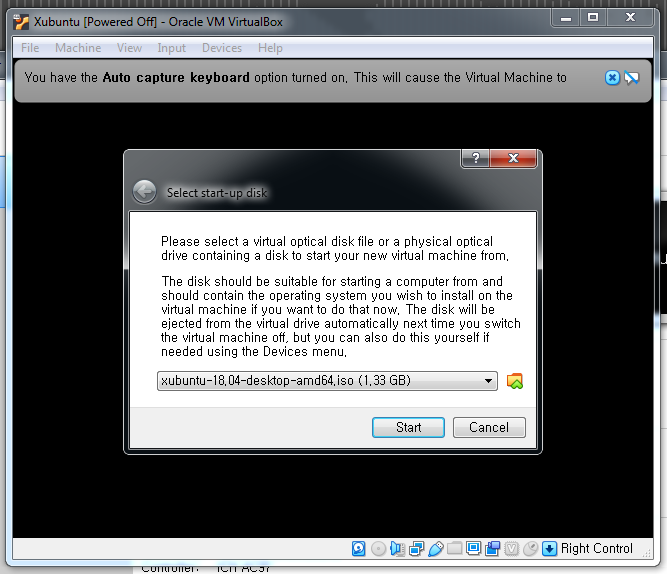 Xubuntu [Powered Off] - Oracle VM VirtualBox
File Machine View Input Devices Help
You have the Auto capture keyboard option turned on. This will cause the Virtual Machine to
Select start-up disk
Please select a virtual optical disk file or a physical optical
drive containing a disk to start your new virtual machine from.
The disk should be suitable for starting a computer from and
should contain the operating system you wish to install on the
virtual machine if you want to do that now. The disk will be
ejected from the virtual drive automatically next time you switch
the virtual machine off, but you can also do this yourself if
needed using the Devices menu.
xubuntu-18.04-desktop-amd64.iso (1.33 GB)
Start Cancel
Right Control
Controller: ICH AC97